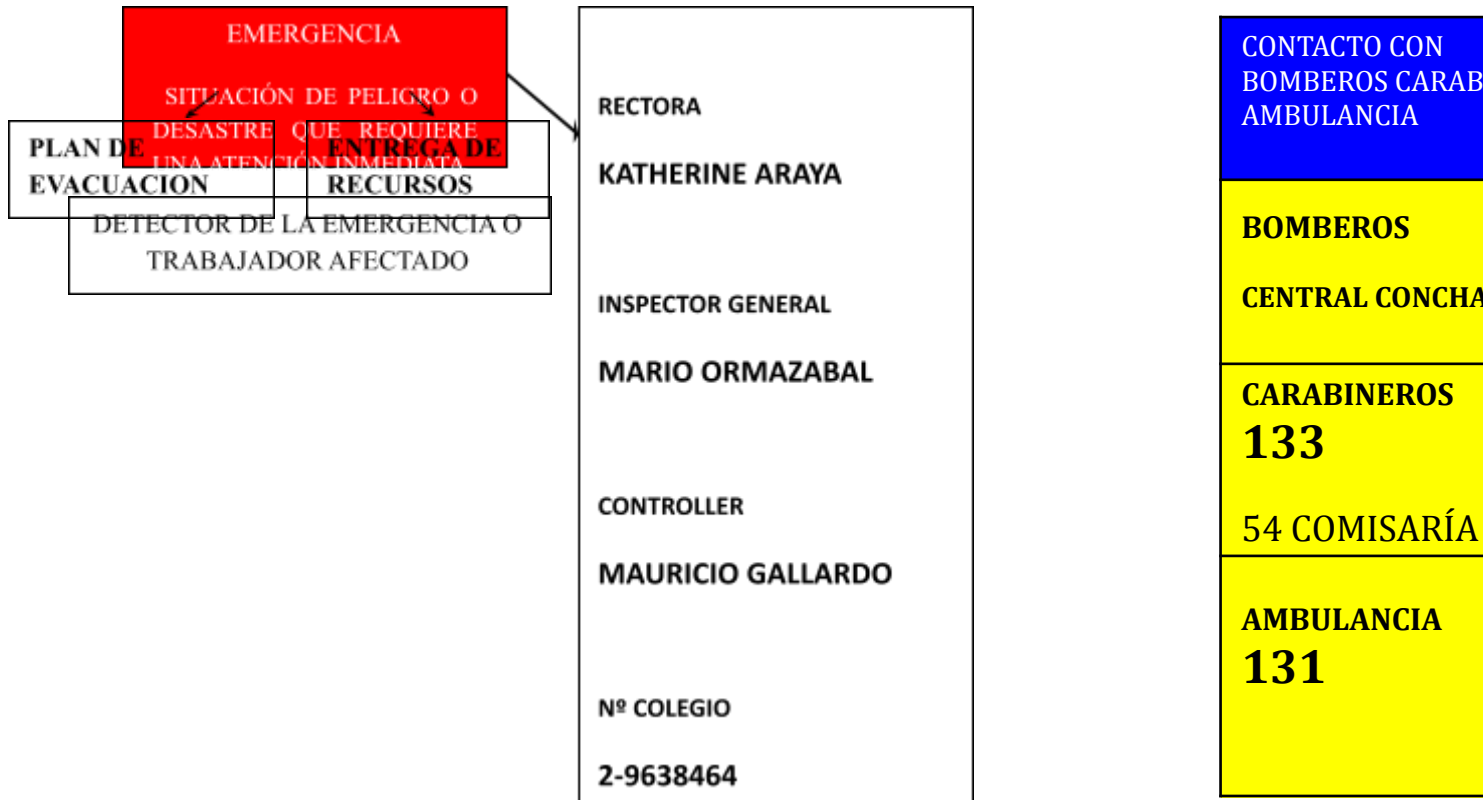 EMERGENCIA
SITUACIÓN DE PELIGRO O
DESASTRE QUE REQUIERE
UNA ATENCIÓN INMEDIATA
PLAN DE
EVACUACION
ENTREGA DE
RECURSOS
DETECTOR DE LA EMERGENCIA O
TRABAJADOR AFECTADO
RECTORA
KATHERINE ARAYA
INSPECTOR GENERAL
MARIO ORMAZABAL
CONTROLLER
MAURICIO GALLARDO
Nº COLEGIO
2-9638464
CONTACTO CON
BOMBEROS CARAB
AMBULANCIA
BOMBEROS
CENTRAL CONCHA
CARABINEROS
133
54 COMISARÍA
AMBULANCIA
131